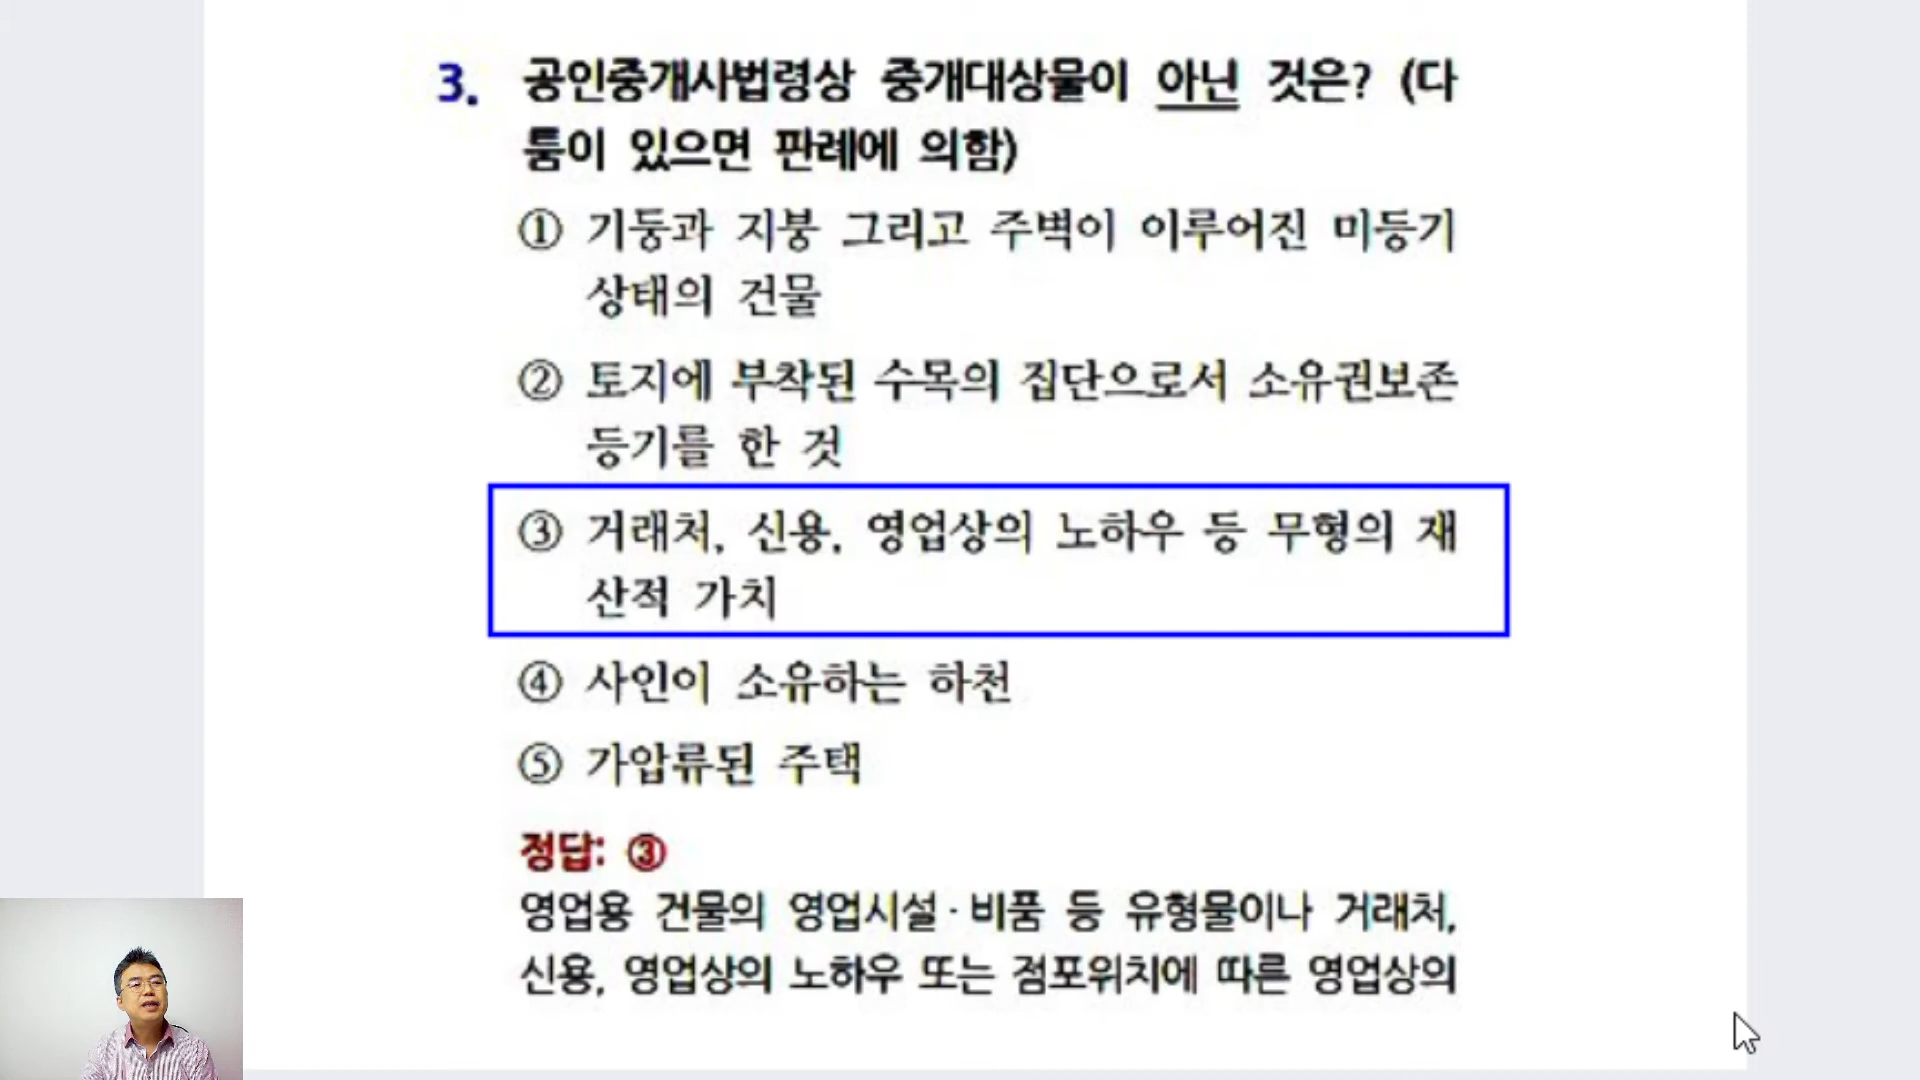 3. 공인중개사법령상 중개대상물이 아닌 것은? (다
툼이 있으면 판례에 의함)
① 기둥과 지붕 그리고 주벽이 이루어진 미등기
상태의 건물
② 토지에 부착된 수목의 집단으로서 소유권보존
등기를 한 것
③ 거래처, 신용, 영업상의 노하우 등 무형의 재
산적 가치
④ 사인이 소유하는 하천
⑤ 가압류된 주택
정답: ③
영업용 건물의 영업시설·비품 등 유형물이나 거래처,
신용, 영업상의 노하우 또는 점포위치에 따른 영업상의